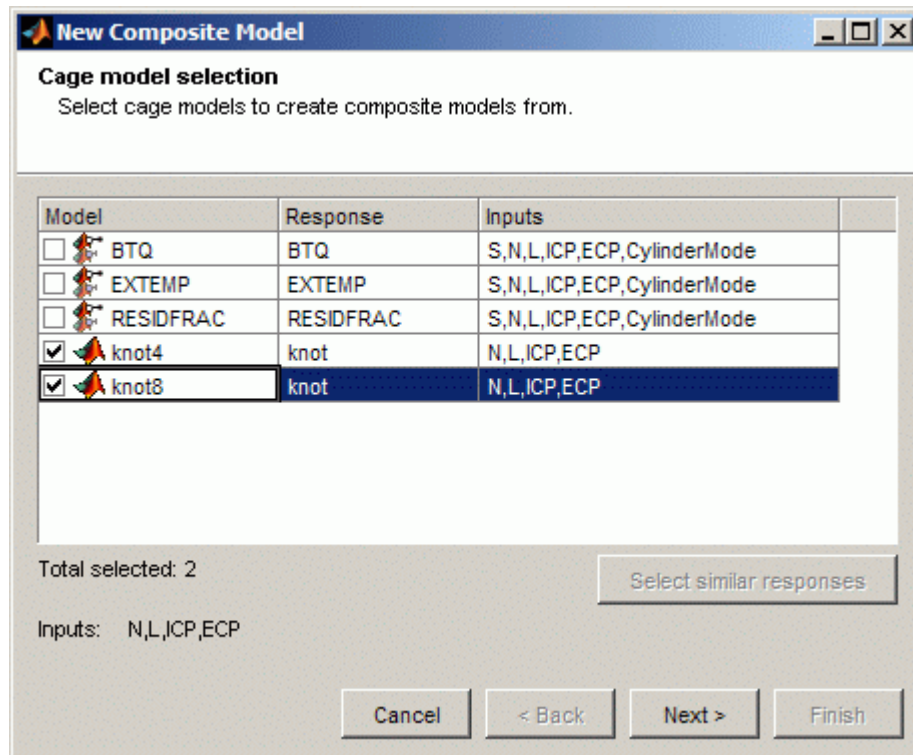 New Composite Model
Cage model selection
Select cage models to create composite models from.
Model Response Inputs
BTQ BTQ S,N,L,ICP,ECP,CylinderMode
EXTEMP EXTEMP S,N,L,ICP,ECP,CylinderMode
RESIDFRAC RESIDFRAC S,N,L,ICP,ECP,CylinderMode
knot4 knot N,L,ICP,ECP
knot8 knot N,L,ICP,ECP
Total selected: 2
Select similar responses
Inputs: N,L,ICP,ECP
Cancel < Back Next > Finish